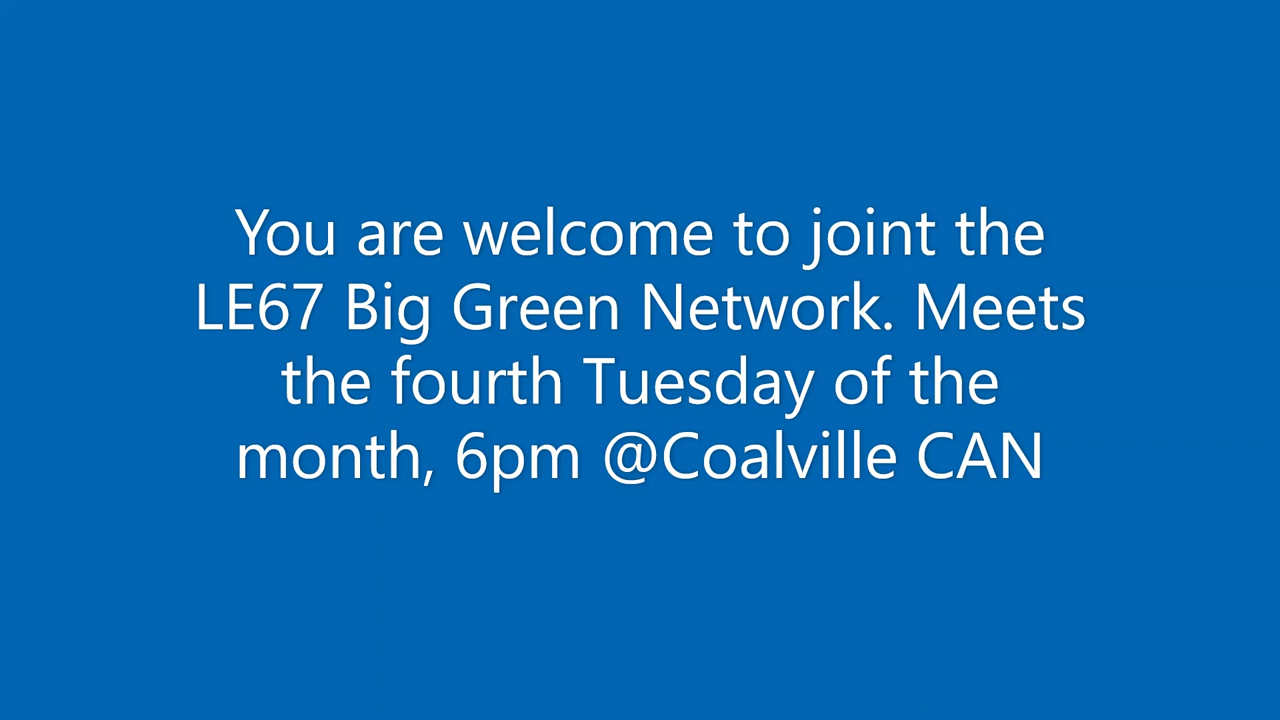 You are welcome to joint the
LE67 Big Green Network. Meets
the fourth Tuesday of the
month, 6pm @Coalville CAN